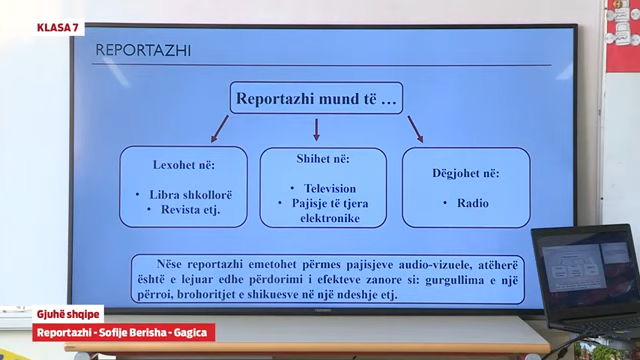 KLASA 7
REPORTAZHI
Reportazhi mund të ...
Lexohet në:
• Libra shkollorë
• Revista etj.
Shihet në:
• Television
• Pajisje të tjera
elektronike
Dëgjohet në:
• Radio
Nëse reportazhi emetohet përmes pajisjeve audio-vizuele, atëherë
është e lejuar edhe përdorimi i efekteve zanore si: gurgullima e një
përroi, brohoritjet e shikuesve në një ndeshje etj.
Gjuhë shqipe
Reportazhi - Sofije Berisha - Gagica